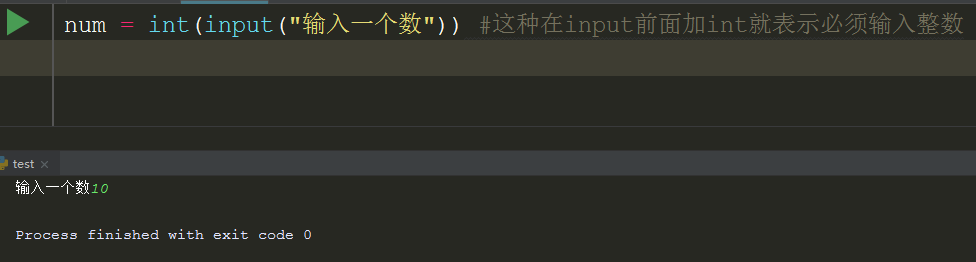 num = int(input("输入一个数")) #这种在input前面加int就表示必须输入整数
test
输入一个数10
Process finished with exit code 0